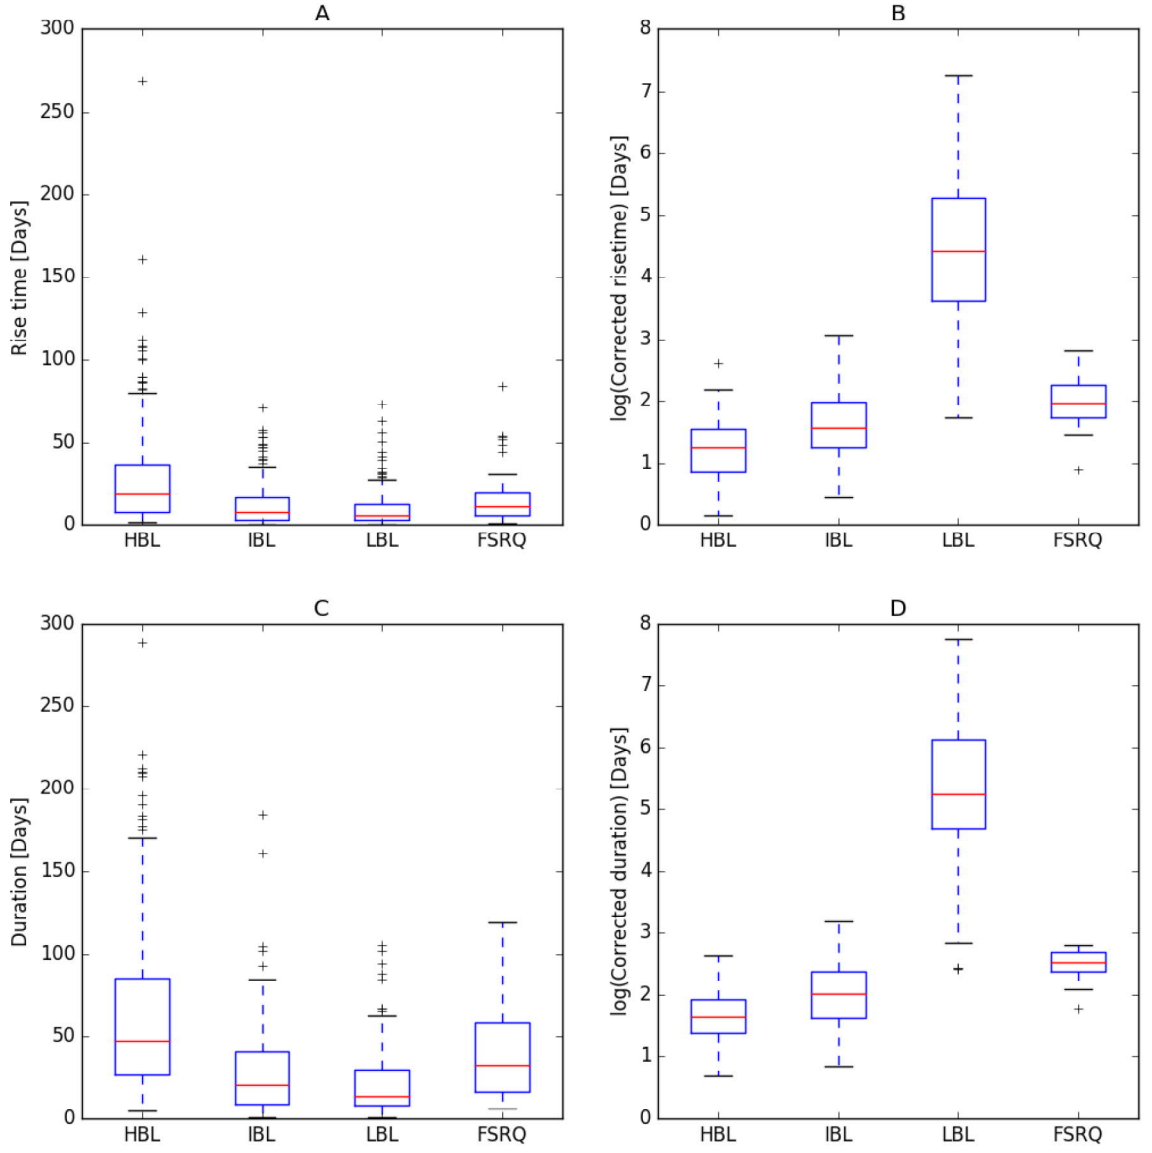 A
300
250
200
150
100
50
0
Rise time [Days]
HBL IBL LBL FSRQ
B
8
7
6
5
4
3
2
1
0
log(Corrected risetime) [Days]
HBL IBL LBL FSRQ
C
300
250
200
150
100
50
0
Duration [Days]
HBL IBL LBL FSRQ
D
8
7
6
5
4
3
2
1
0
log(Corrected duration) [Days]
HBL IBL LBL FSRQ